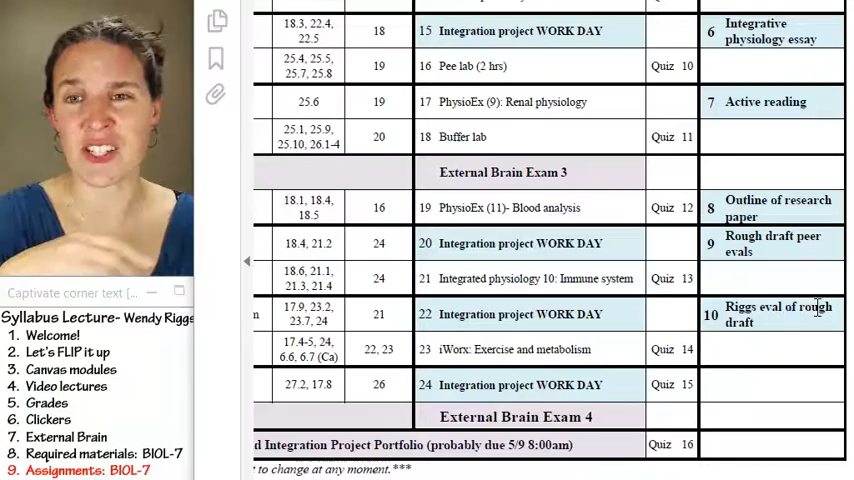 18.3, 22.4, 22.5 18 15 Integration project WORK DAY 6 Integrative physiology essay
25.4, 25.5, 25.7, 25.8 19 16 Pee lab (2 hrs) Quiz 10
25.6 19 17 PhysioEx (9): Renal physiology 7 Active reading
25.1, 25.9, 25.10, 26.1-4 20 18 Buffer lab Quiz 11
External Brain Exam 3
18.1, 18.4, 18.5 16 19 PhysioEx (11)- Blood analysis Quiz 12 8 Outline of research paper
18.4, 21.2 24 20 Integration project WORK DAY 9 Rough draft peer evals
18.6, 21.1, 21.3, 21.4 24 21 Integrated physiology 10: Immune system Quiz 13
17.9, 23.2, 23.7, 24 21 22 Integration project WORK DAY 10 Riggs eval of rough draft
17.4-5, 24, 6.6, 6.7 (Ca) 22, 23 23 iWorx: Exercise and metabolism Quiz 14
27.2, 17.8 26 24 Integration project WORK DAY Quiz 15
External Brain Exam 4
d Integration Project Portfolio (probably due 5/9 8:00am) Quiz 16
t to change at any moment.***
Captivate corner text [...
Syllabus Lecture- Wendy Riggs
1. Welcome!
2. Let's FLIP it up
3. Canvas modules
4. Video lectures
5. Grades
6. Clickers
7. External Brain
8. Required materials: BIOL-7
9. Assignments: BIOL-7